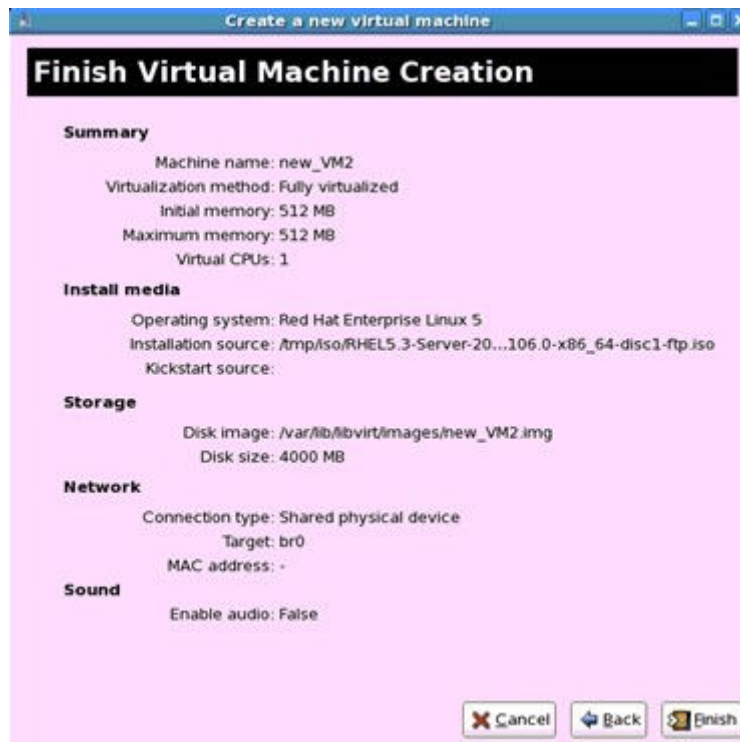 Create a new virtual machine
Finish Virtual Machine Creation
Summary
Machine name: new_VM2
Virtualization method: Fully virtualized
Initial memory: 512 MB
Maximum memory: 512 MB
Virtual CPUs: 1
Install media
Operating system: Red Hat Enterprise Linux 5
Installation source: /tmp/iso/RHEL5.3-Server-20...106.0-x86_64-disc1-ftp.iso
Kickstart source:
Storage
Disk image: /var/lib/libvirt/images/new_VM2.img
Disk size: 4000 MB
Network
Connection type: Shared physical device
Target: br0
MAC address: -
Sound
Enable audio: False
Cancel Back Finish